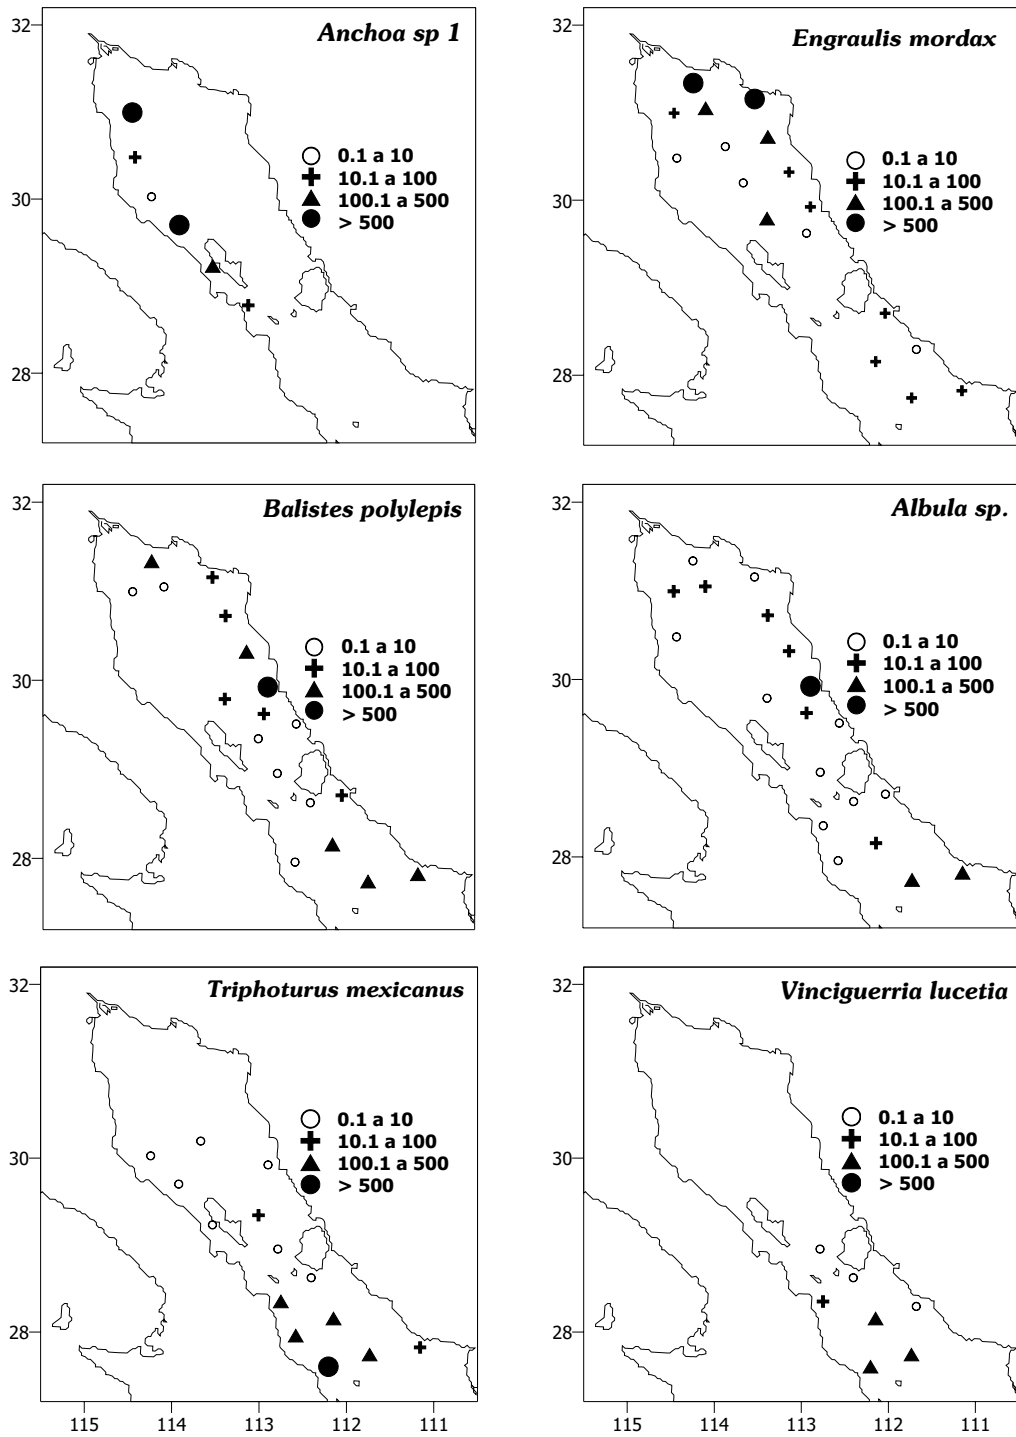 32
Anchoa sp 1
0.1 a 10
10.1 a 100
30
100.1 a 500
> 500
28
32
Engraulis mordax
0.1 a 10
10.1 a 100
30
100.1 a 500
> 500
28
32
Balistes polylepis
0.1 a 10
10.1 a 100
30
100.1 a 500
> 500
28
32
Albula sp.
0.1 a 10
10.1 a 100
30
100.1 a 500
> 500
28
32
Triphoturus mexicanus
0.1 a 10
10.1 a 100
30
100.1 a 500
> 500
28
115 114 113 112 111
32
Vinciguerria lucetia
0.1 a 10
10.1 a 100
30
100.1 a 500
> 500
28
115 114 113 112 111